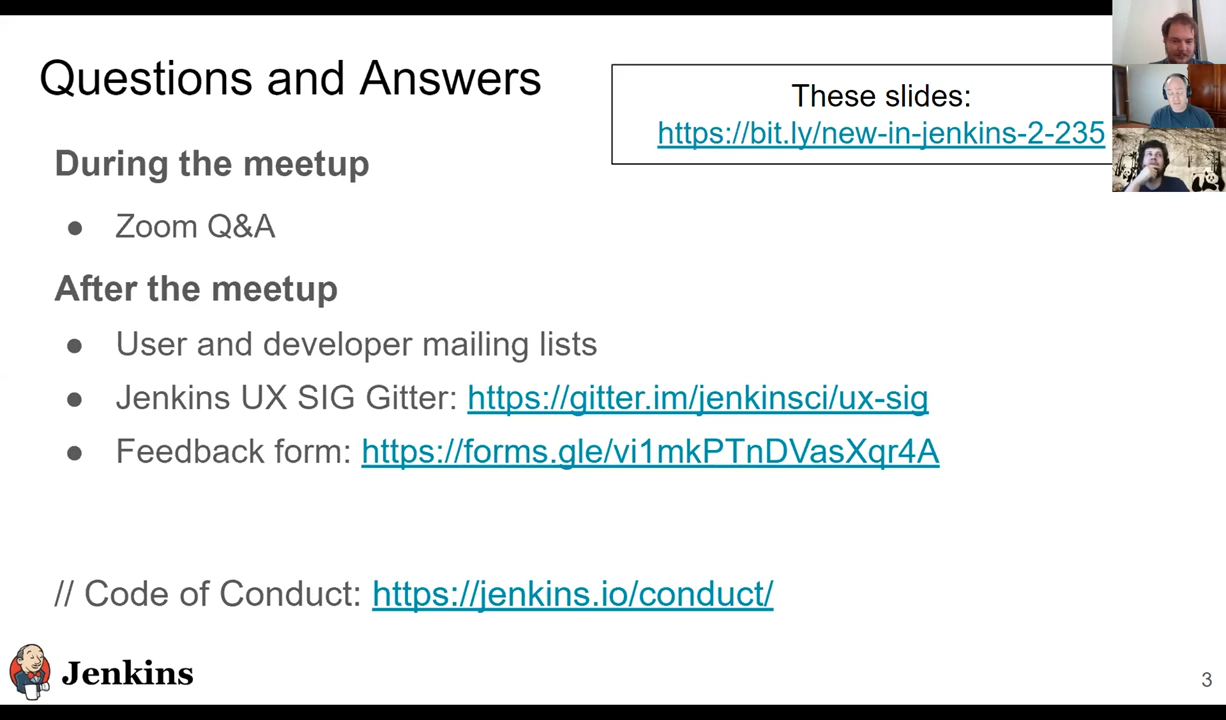 Questions and Answers
These slides:
https://bit.ly/new-in-jenkins-2-235
During the meetup
● Zoom Q&A
After the meetup
● User and developer mailing lists
● Jenkins UX SIG Gitter: https://gitter.im/jenkinsci/ux-sig
● Feedback form: https://forms.gle/vi1mkPTnDVasXqr4A
// Code of Conduct: https://jenkins.io/conduct/
Jenkins
3